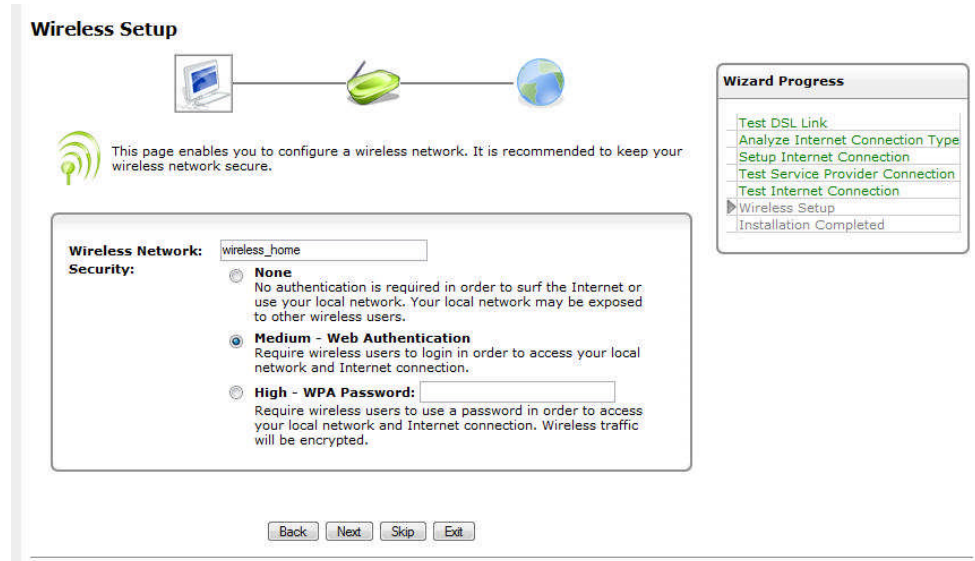 Wireless Setup
This page enables you to configure a wireless network. It is recommended to keep your
wireless network secure.
Wireless Network: wireless_home
Security:
None
No authentication is required in order to surf the Internet or
use your local network. Your local network may be exposed
to other wireless users.
Medium - Web Authentication
Require wireless users to login in order to access your local
network and Internet connection.
High - WPA Password:
Require wireless users to use a password in order to access
your local network and Internet connection. Wireless traffic
will be encrypted.
Back Next Skip Exit
Wizard Progress
Test DSL Link
Analyze Internet Connection Type
Setup Internet Connection
Test Service Provider Connection
Test Internet Connection
Wireless Setup
Installation Completed